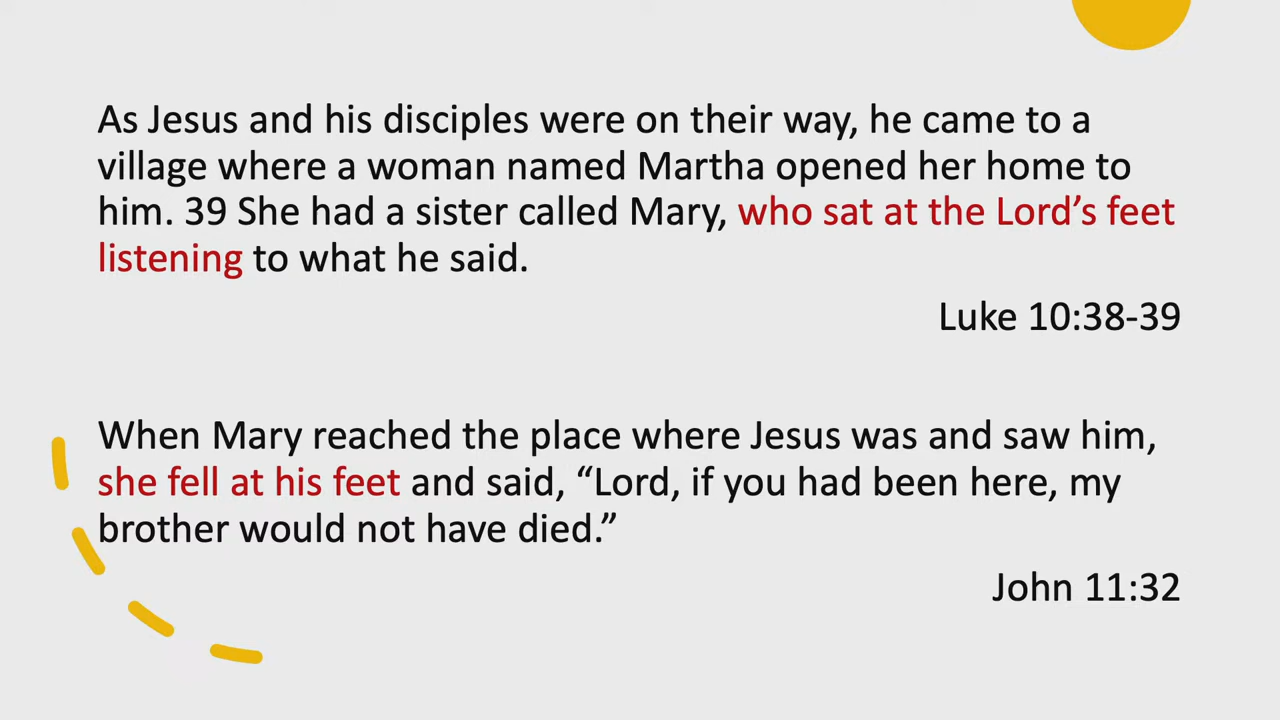 As Jesus and his disciples were on their way, he came to a
village where a woman named Martha opened her home to
him. 39 She had a sister called Mary, who sat at the Lord’s feet
listening to what he said.
Luke 10:38-39
When Mary reached the place where Jesus was and saw him,
she fell at his feet and said, “Lord, if you had been here, my
brother would not have died.”
John 11:32